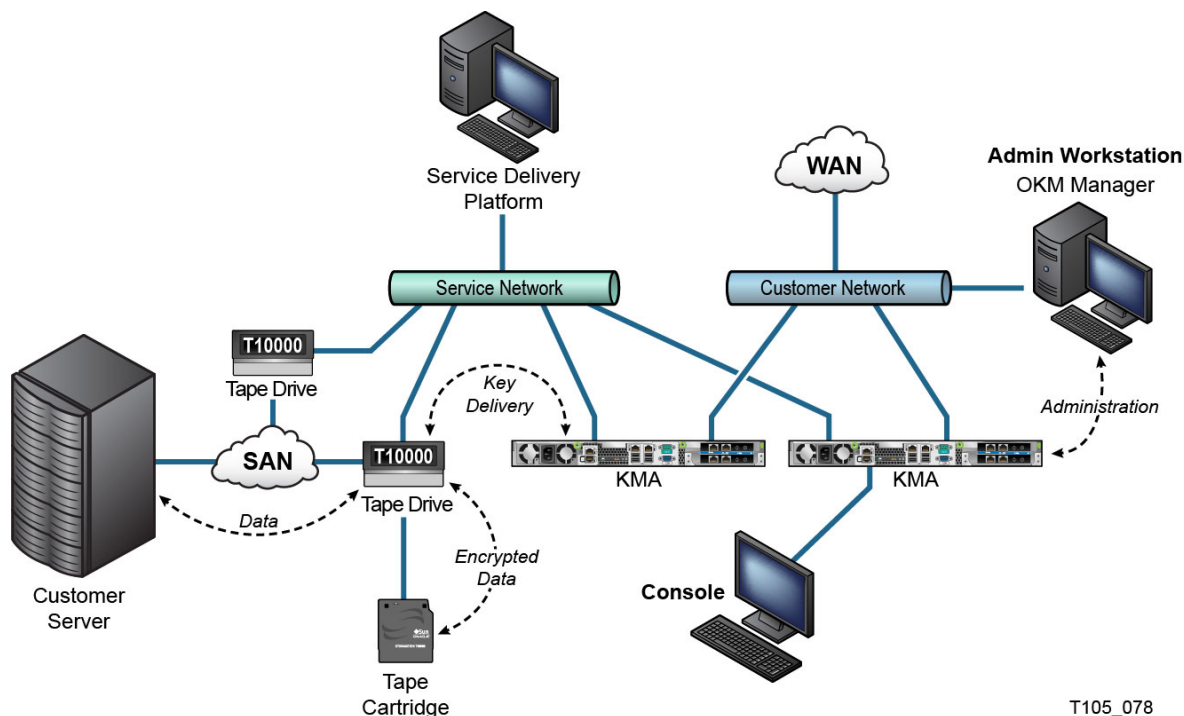 Service Delivery
Platform
WAN
Admin Workstation
OKM Manager
Service Network
Customer Network
T10000
Tape Drive
Key
Delivery
Administration
SAN
T10000
Tape Drive
KMA
KMA
Data
Encrypted
Data
Console
Customer
Server
Sun
Tape
Cartridge
T105_078